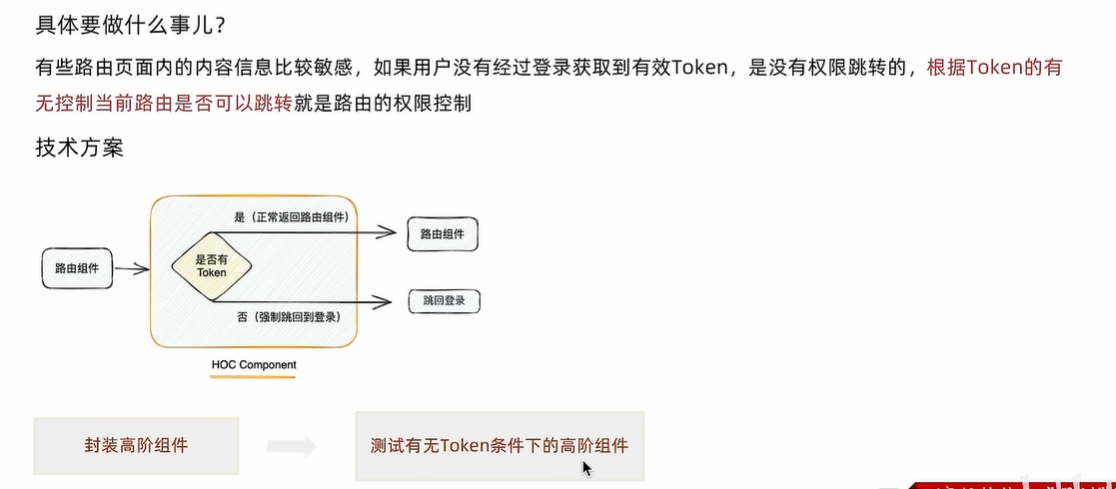 具体要做什么事儿？
有些路由页面内的内容信息比较敏感，如果用户没有经过登录获取到有效Token，是没有权限跳转的，根据Token的有
无控制当前路由是否可以跳转就是路由的权限控制
技术方案
是（正常返回路由组件）
路由组件
是否有
Token
路由组件
跳回登录
否（强制跳回到登录）
HOC Component
封装高阶组件
测试有无Token条件下的高阶组件